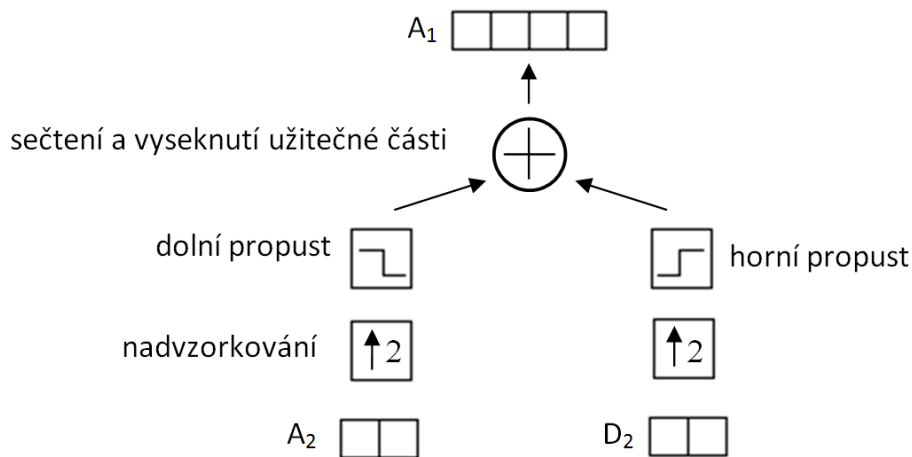 A₁
sečtení a vyseknutí užitečné části
dolní propust
horní propust
nadvzorkování
2
2
A₂
D₂